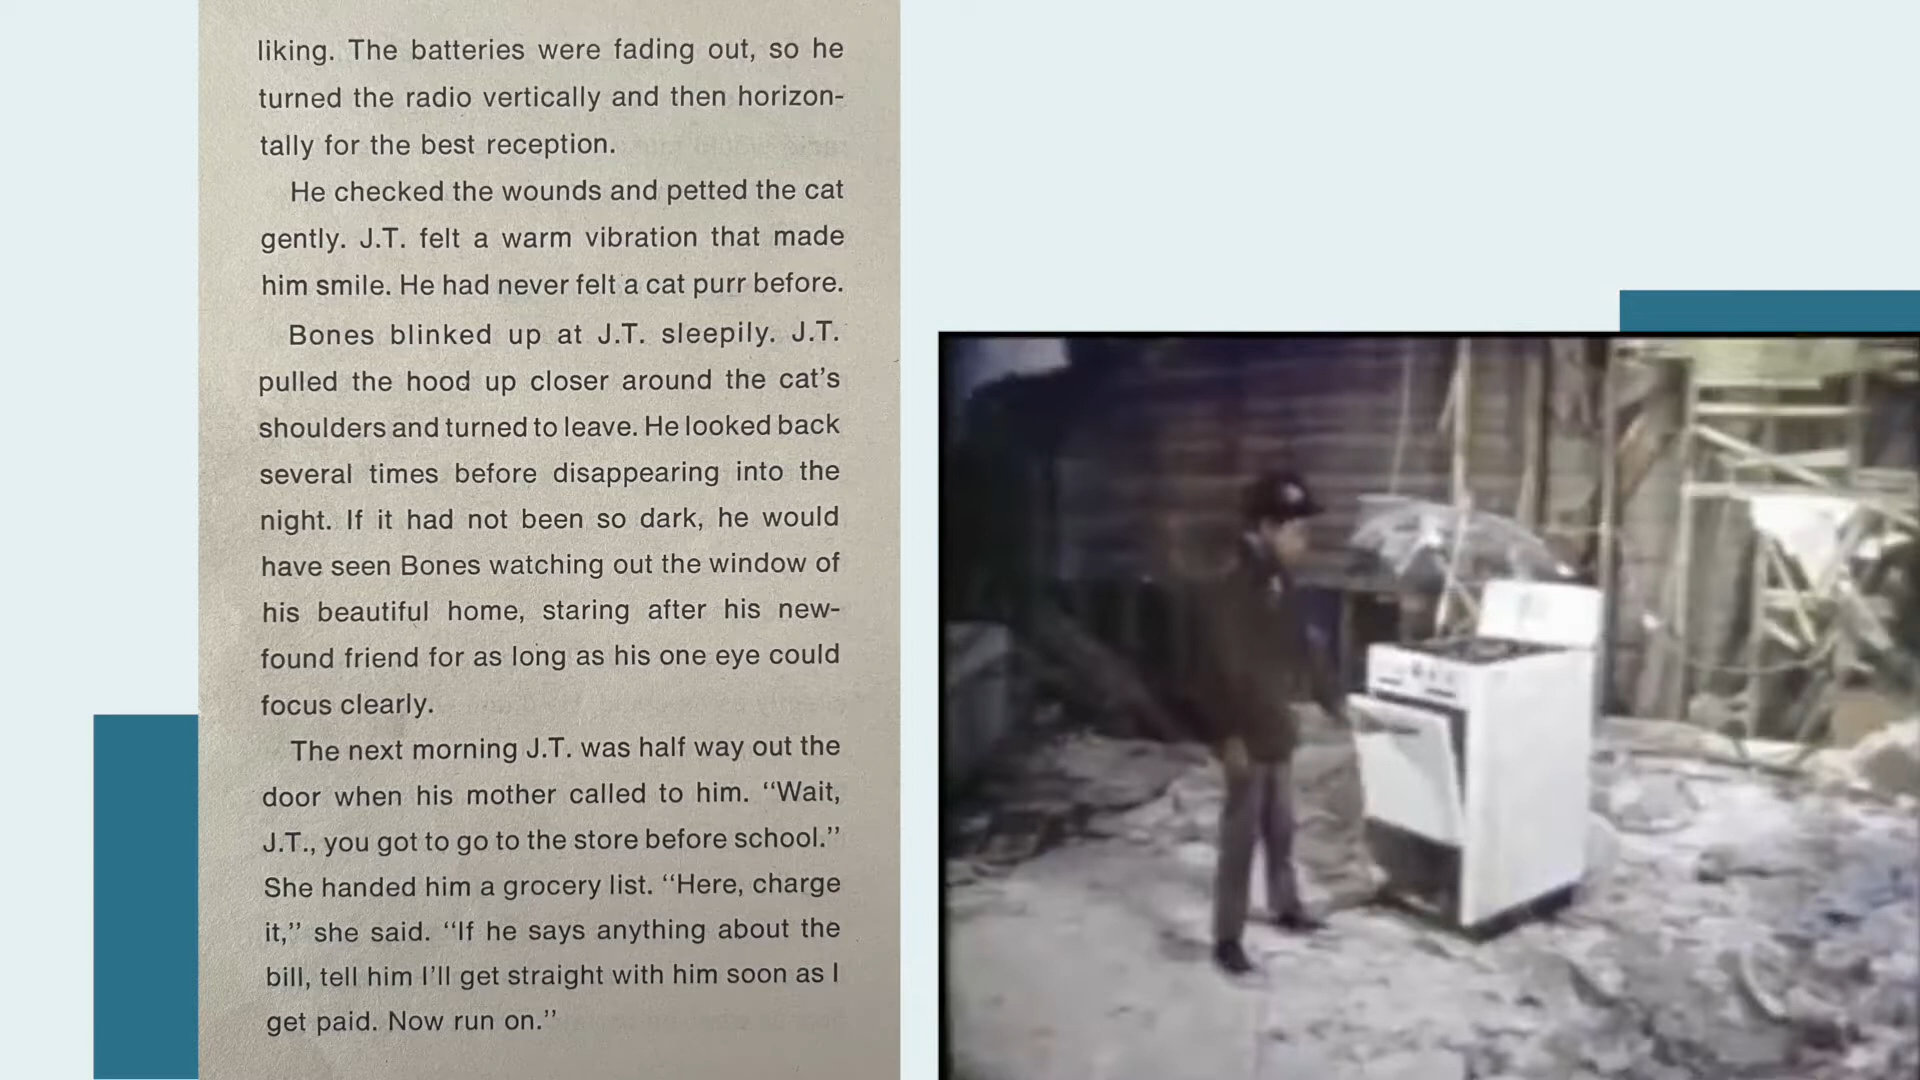 liking. The batteries were fading out, so he
turned the radio vertically and then horizon-
tally for the best reception.
He checked the wounds and petted the cat
gently. J.T. felt a warm vibration that made
him smile. He had never felt a cat purr before.
Bones blinked up at J.T. sleepily. J.T.
pulled the hood up closer around the cat's
shoulders and turned to leave. He looked back
several times before disappearing into the
night. If it had not been so dark, he would
have seen Bones watching out the window of
his beautiful home, staring after his new-
found friend for as long as his one eye could
focus clearly.
The next morning J.T. was half way out the
door when his mother called to him. “Wait,
J.T., you got to go to the store before school.”
She handed him a grocery list. “Here, charge
it,” she said. “If he says anything about the
bill, tell him I’ll get straight with him soon as I
get paid. Now run on.”